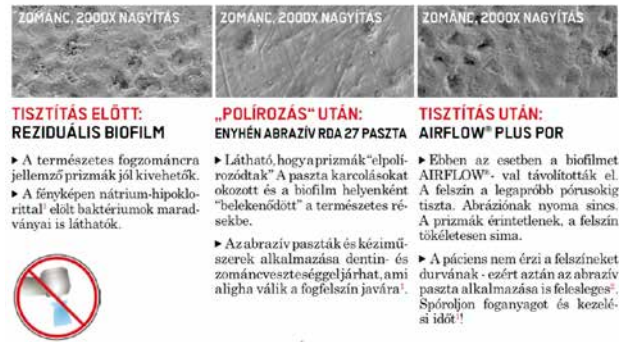 ZOMÁNC, 2000X NAGYÍTÁS
TISZTÍTÁS ELŐTT:
REZIDUÁLIS BIOFILM
▶ A természetes fogzománcra
jellemző prizmák jól kivehetők.
▶ A fényképen nátrium-hipoklo-
rittal¹ elölt baktériumok marad-
ványai is láthatók.
ZOMÁNC, 2000X NAGYÍTÁS
„POLÍROZÁS“ UTÁN:
ENYHÉN ABRAZÍV RDA 27 PASZTA
▶ Látható, hogy a prizmák “elpolí-
rozódtak” A paszta karcolásokat
okozott és a biofilm helyenként
“belekenődött” a természetes ré-
sekbe.
▶ Az abrazív paszták és kézimű-
szerek alkalmazása dentin- és
zománcveszteséggel járhat, ami
aligha válik a fogfelszín javára¹.
ZOMÁNC, 2000X NAGYÍTÁS
TISZTÍTÁS UTÁN:
AIRFLOW® PLUS POR
▶ Ebben az esetben a biofilmet
AIRFLOW®- val távolították el.
A felszín a legapróbb pórusokig
tiszta. Abráziónak nyoma sincs.
A prizmák érintetlenek, a felszín
tökéletesen sima.
▶ A páciens nem érzi a felszíneket
durvának - ezért aztán az abrazív
paszta alkalmazása is felesleges².
Spóroljon foganyagot és kezelé-
si időt³!